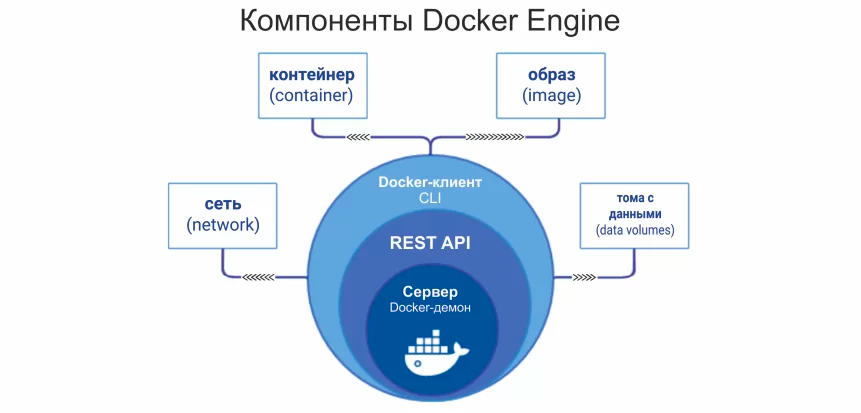 Компоненты Docker Engine
контейнер
(container)
образ
(image)
Docker-клиент
CLI
сеть
(network)
тома с
данными
(data volumes)
REST API
Сервер
Docker-демон